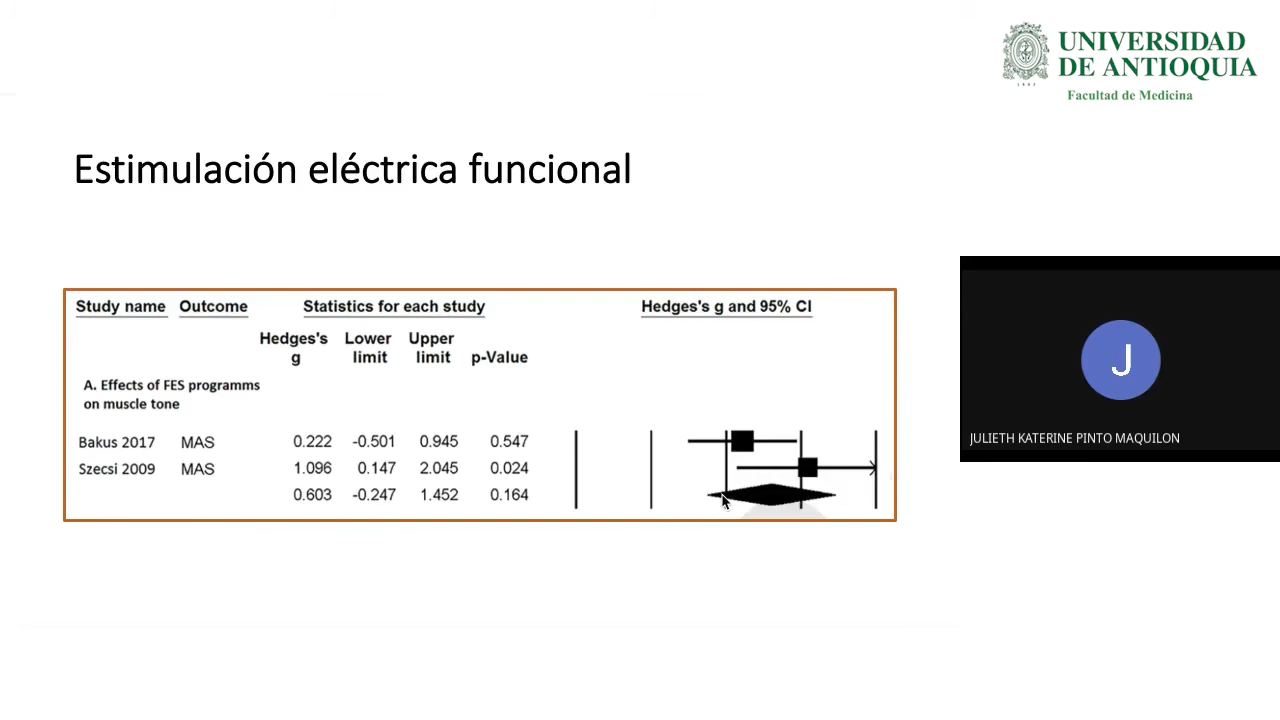 UNIVERSIDAD
DE ANTIOQUIA
1803
Facultad de Medicina
Estimulación eléctrica funcional
Study name Outcome Statistics for each study Hedges's g and 95% CI
Hedges's Lower Upper
g limit limit p-Value
A. Effects of FES programms
on muscle tone
Bakus 2017 MAS 0.222 -0.501 0.945 0.547
Szecsi 2009 MAS 1.096 0.147 2.045 0.024
0.603 -0.247 1.452 0.164
J
JULIETH KATERINE PINTO MAQUILON